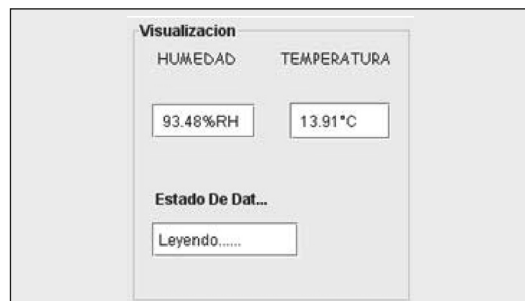 Visualizacion
HUMEDAD TEMPERATURA
93.48%RH 13.91°C
Estado De Dat...
Leyendo......